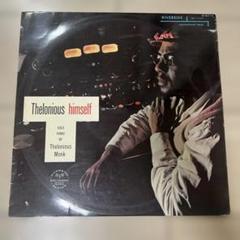 RIVERSIDE
Thelonious himself
SOLO PIANO BY
Thelonious
Monk